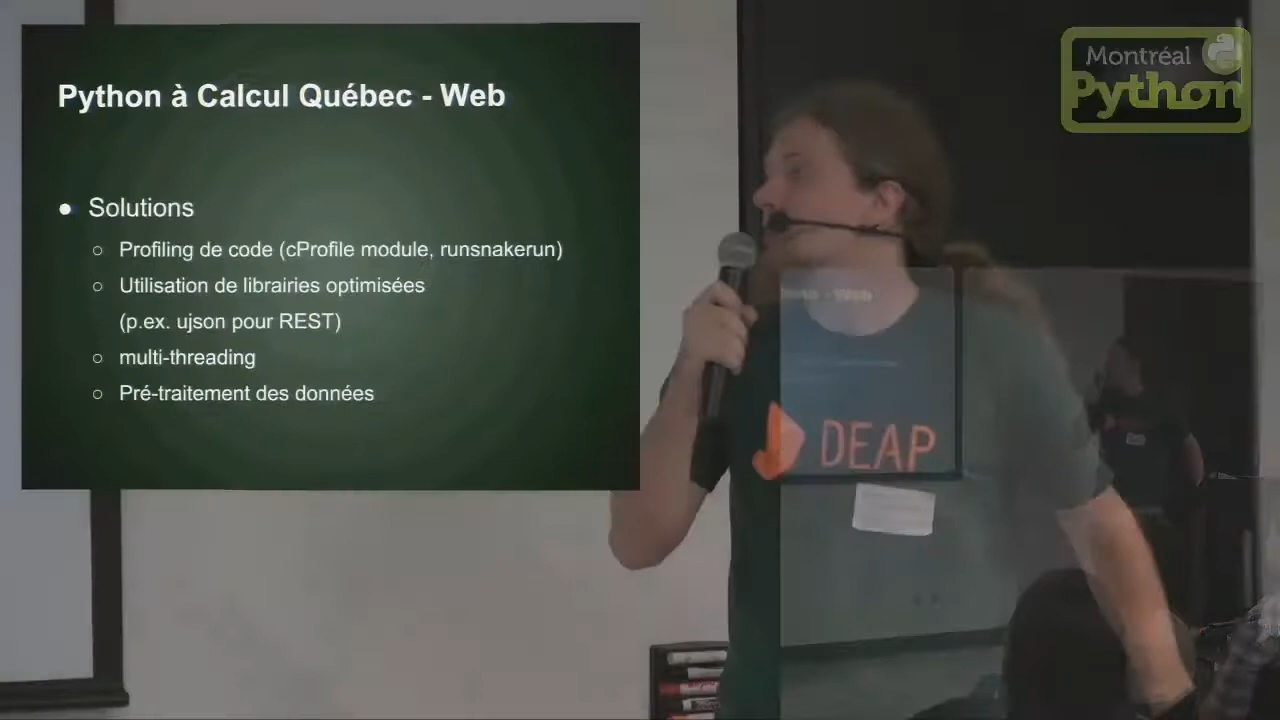 Python à Calcul Québec - Web
● Solutions
○ Profiling de code (cProfile module, runsnakerun)
○ Utilisation de librairies optimisées
(p.ex. ujson pour REST)
○ multi-threading
○ Pré-traitement des données
Montréal
Python
- Web
DEAP